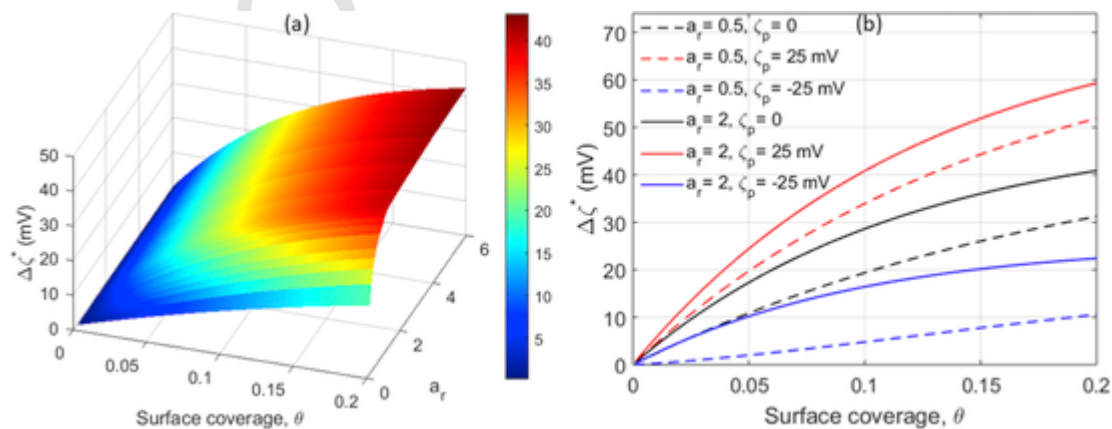 (a)
50
40
30
20
10
0
Δζ* (mV)
0
0.05
0.1
0.15
0.2
Surface coverage, θ
0
2
4
6
a_r
40
35
30
25
20
15
10
5
(b)
a_r = 0.5, ζ_p = 0
a_r = 0.5, ζ_p = 25 mV
a_r = 0.5, ζ_p = -25 mV
a_r = 2, ζ_p = 0
a_r = 2, ζ_p = 25 mV
a_r = 2, ζ_p = -25 mV
70
60
50
40
30
20
10
0
Δζ* (mV)
0
0.05
0.1
0.15
0.2
Surface coverage, θ